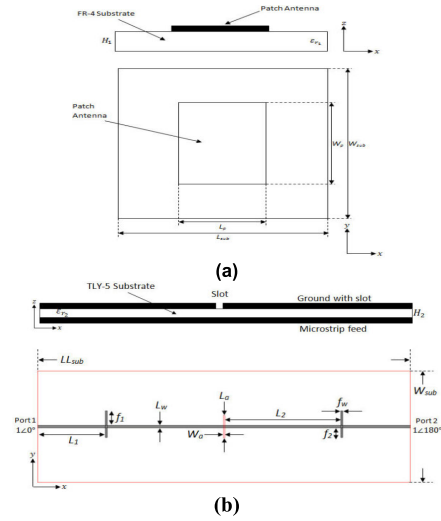 Patch Antenna
FR-4 Substrate
z
H₁
εr₁
x
Patch
Antenna
Wₚ
Wsub
Lₚ
Lsub
y
x
(a)
TLY-5 Substrate
Slot
Ground with slot
z
εr₂
H₂
x
Microstrip feed
LLsub
Wsub
Lw
La
fw
f₁
L₂
Port 1
1∠0°
Port 2
1∠180°
L₁
Wa
f₂
y
x
(b)